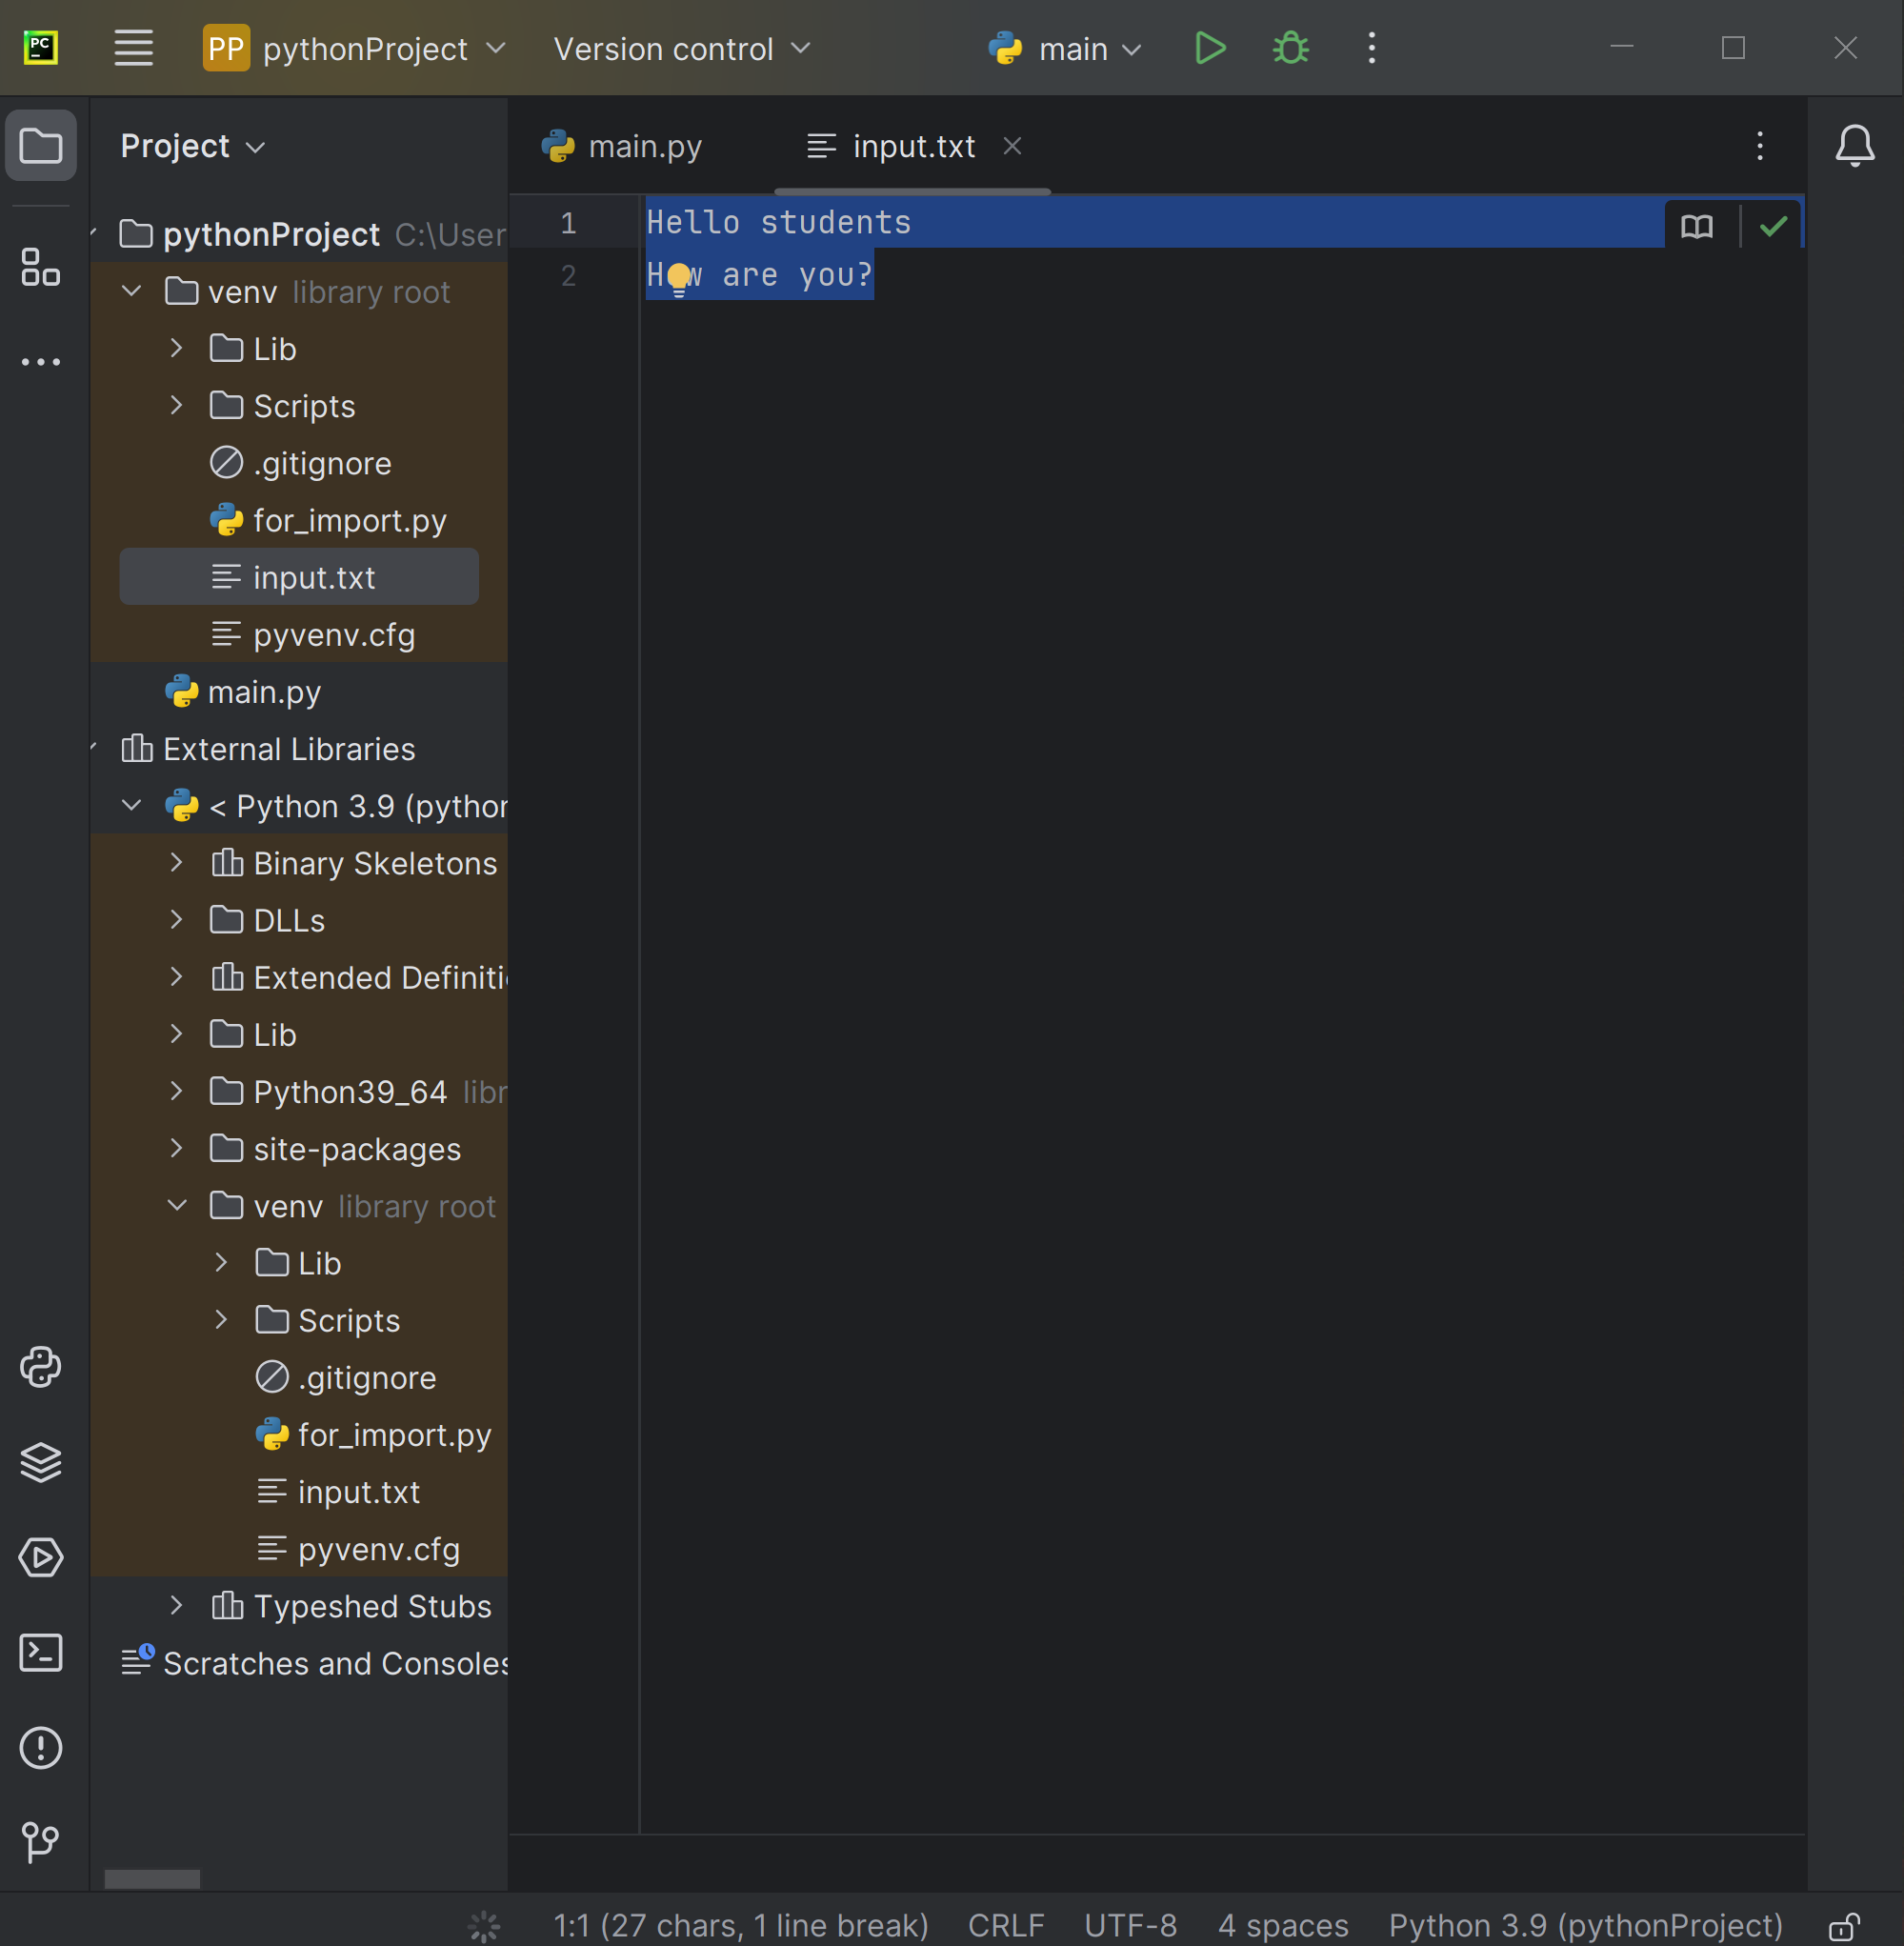 PC
PP pythonProject Version control main
Project
main.py input.txt
pythonProject C:\User
1 Hello students
2 How are you?
venv library root
Lib
Scripts
.gitignore
for_import.py
input.txt
pyvenv.cfg
main.py
External Libraries
< Python 3.9 (python
Binary Skeletons
DLLs
Extended Definiti
Lib
Python39_64 libr
site-packages
venv library root
Lib
Scripts
.gitignore
for_import.py
input.txt
pyvenv.cfg
Typeshed Stubs
Scratches and Consoles
1:1 (27 chars, 1 line break) CRLF UTF-8 4 spaces Python 3.9 (pythonProject)